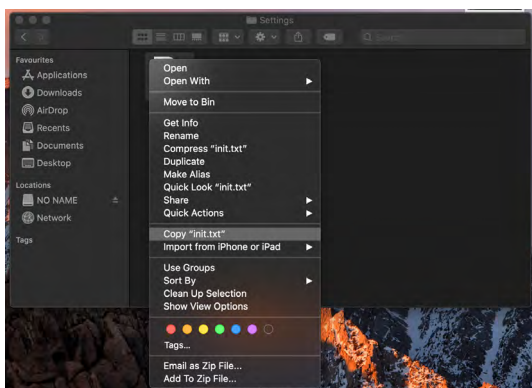 Settings
Search
Favourites
Applications
Downloads
AirDrop
Recents
Documents
Desktop
Locations
NO NAME
Network
Tags
Open
Open With
Move to Bin
Get Info
Rename
Compress "init.txt"
Duplicate
Make Alias
Quick Look "init.txt"
Share
Quick Actions
Copy "init.txt"
Import from iPhone or iPad
Use Groups
Sort By
Clean Up Selection
Show View Options
Tags...
Email as Zip File...
Add To Zip File...